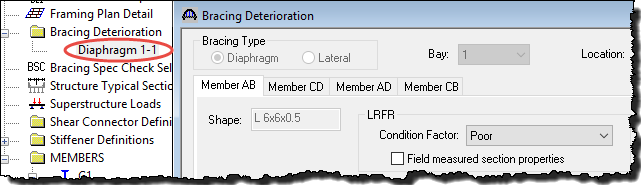 Framing Plan Detail
Bracing Deterioration
Diaphragm 1-1
BSC Bracing Spec Check Sel
Structure Typical Sectio
Superstructure Loads
Shear Connector Defini
Stiffener Definitions
MEMBERS
G1
Bracing Deterioration
Bracing Type
Diaphragm Lateral
Bay: 1 Location:
Member AB Member CD Member AD Member CB
Shape: L 6x6x0.5
LRFR
Condition Factor: Poor
Field measured section properties